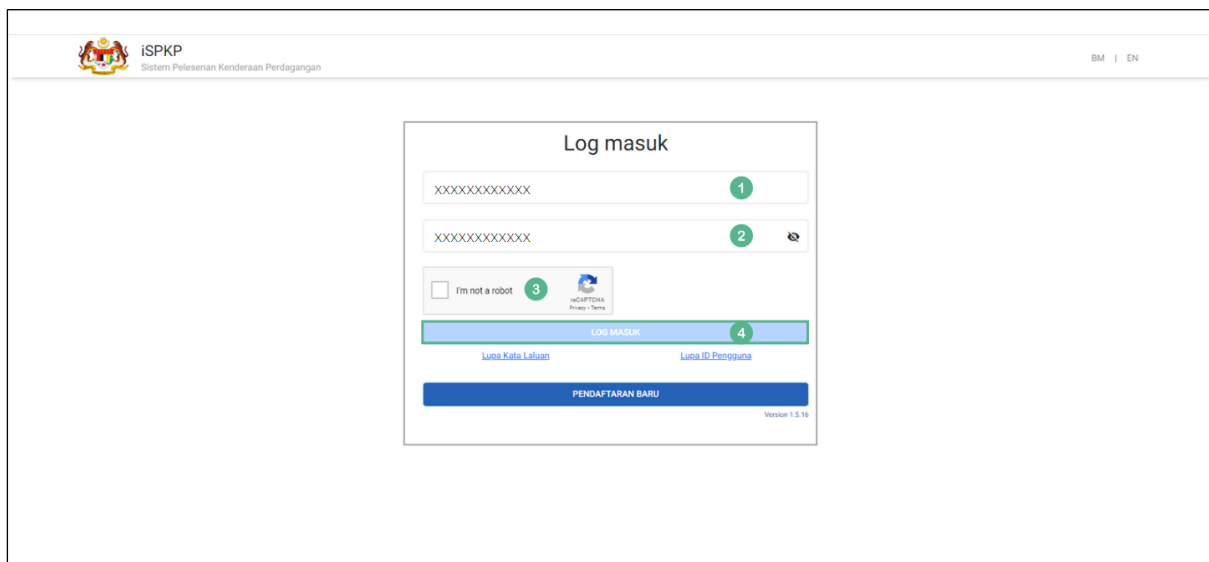 iSPKP
Sistem Pelesenan Kenderaan Perdagangan
BM | EN
Log masuk
XXXXXXXXXXXX 1
XXXXXXXXXXXX 2
I'm not a robot 3
reCAPTCHA
Privacy - Terms
LOG MASUK 4
Lupa Kata Laluan Lupa ID Pengguna
PENDAFTARAN BARU
Version 1.5.16